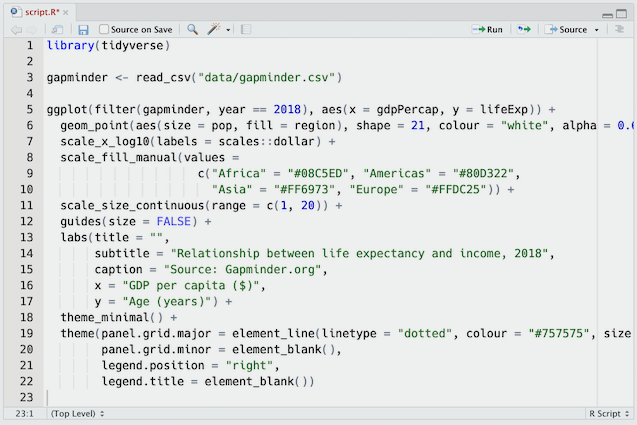 script.R*
Source on Save
Run
Source
1 library(tidyverse)
2
3 gapminder <- read_csv("data/gapminder.csv")
4
5 ggplot(filter(gapminder, year == 2018), aes(x = gdpPercap, y = lifeExp)) +
6 geom_point(aes(size = pop, fill = region), shape = 21, colour = "white", alpha = 0.6
7 scale_x_log10(labels = scales::dollar) +
8 scale_fill_manual(values =
9 c("Africa" = "#08C5ED", "Americas" = "#80D322",
10 "Asia" = "#FF6973", "Europe" = "#FFDC25")) +
11 scale_size_continuous(range = c(1, 20)) +
12 guides(size = FALSE) +
13 labs(title = "",
14 subtitle = "Relationship between life expectancy and income, 2018",
15 caption = "Source: Gapminder.org",
16 x = "GDP per capita ($)",
17 y = "Age (years)") +
18 theme_minimal() +
19 theme(panel.grid.major = element_line(linetype = "dotted", colour = "#757575", size
20 panel.grid.minor = element_blank(),
21 legend.position = "right",
22 legend.title = element_blank())
23
23:1 (Top Level) R Script